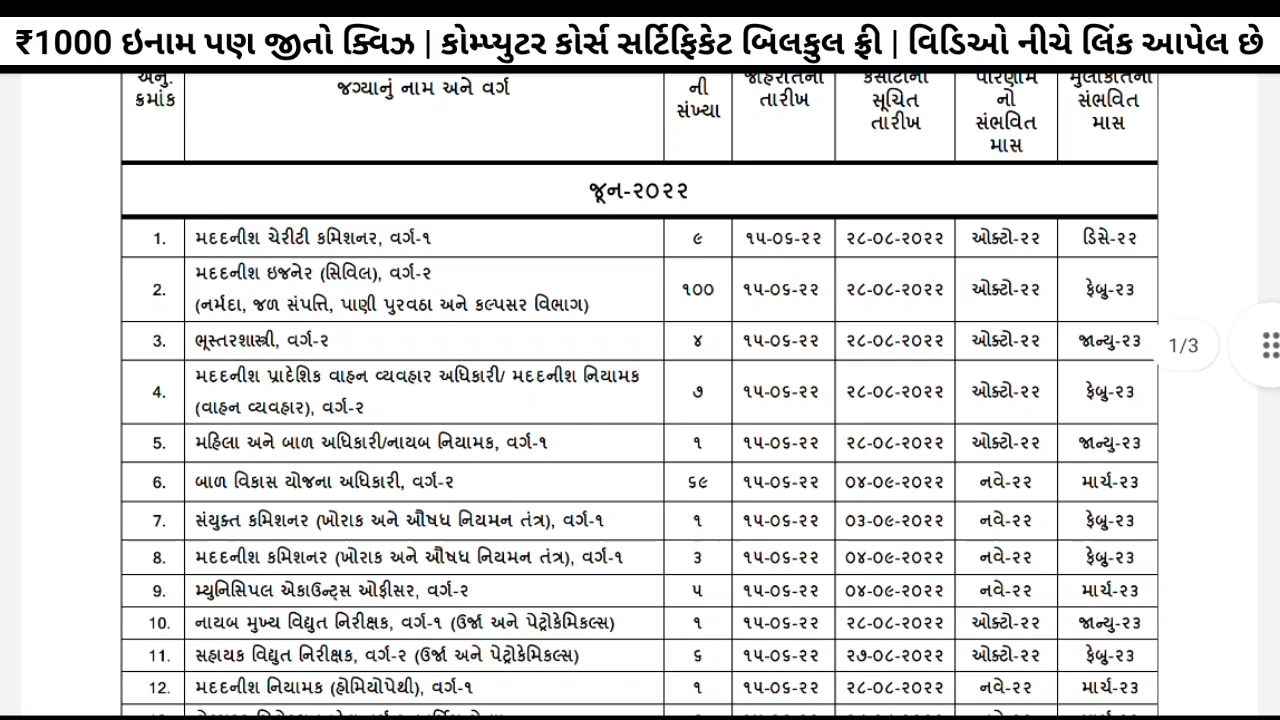 ₹1000 ઇનામ પણ જીતો ક્વિઝ | કોમ્પ્યુટર કોર્સ સર્ટિફિકેટ બિલકુલ ફ્રી | વિડિઓ નીચે લિંક આપેલ છે
અનુ. ક્રમાંક | જગ્યાનું નામ અને વર્ગ | ની સંખ્યા | જાહેરાતની તારીખ | કસોટીની સૂચિત તારીખ | પરિણામ નો સંભવિત માસ | મુલાકાતનો સંભવિત માસ
જૂન-૨૦૨૨
1. મદદનીશ ચેરીટી કમિશનર, વર્ગ-૧ ૯ ૧૫-૦૬-૨૨ ૨૮-૦૮-૨૦૨૨ ઓક્ટો-૨૨ ડિસે-૨૨
2. મદદનીશ ઇજનેર (સિવિલ), વર્ગ-૨
(નર્મદા, જળ સંપત્તિ, પાણી પુરવઠા અને કલ્પસર વિભાગ) ૧૦૦ ૧૫-૦૬-૨૨ ૨૮-૦૮-૨૦૨૨ ઓક્ટો-૨૨ ફેબ્રુ-૨૩
3. ભૂસ્તરશાસ્ત્રી, વર્ગ-૨ ૪ ૧૫-૦૬-૨૨ ૨૮-૦૮-૨૦૨૨ ઓક્ટો-૨૨ જાન્યુ-૨૩
1/3
4. મદદનીશ પ્રાદેશિક વાહન વ્યવહાર અધિકારી/ મદદનીશ નિયામક
(વાહન વ્યવહાર), વર્ગ-૨ ૭ ૧૫-૦૬-૨૨ ૨૮-૦૮-૨૦૨૨ ઓક્ટો-૨૨ ફેબ્રુ-૨૩
5. મહિલા અને બાળ અધિકારી/નાયબ નિયામક, વર્ગ-૧ ૧ ૧૫-૦૬-૨૨ ૨૮-૦૮-૨૦૨૨ ઓક્ટો-૨૨ જાન્યુ-૨૩
6. બાળ વિકાસ યોજના અધિકારી, વર્ગ-૨ ૬૯ ૧૫-૦૬-૨૨ ૦૪-૦૯-૨૦૨૨ નવે-૨૨ માર્ચ-૨૩
7. સંયુક્ત કમિશનર (ખોરાક અને ઔષધ નિયમન તંત્ર), વર્ગ-૧ ૧ ૧૫-૦૬-૨૨ ૦૩-૦૯-૨૦૨૨ નવે-૨૨ ફેબ્રુ-૨૩
8. મદદનીશ કમિશનર (ખોરાક અને ઔષધ નિયમન તંત્ર), વર્ગ-૧ ૩ ૧૫-૦૬-૨૨ ૦૪-૦૯-૨૦૨૨ નવે-૨૨ ફેબ્રુ-૨૩
9. મ્યુનિસિપલ એકાઉન્ટ્સ ઓફીસર, વર્ગ-૨ ૫ ૧૫-૦૬-૨૨ ૦૪-૦૯-૨૦૨૨ નવે-૨૨ માર્ચ-૨૩
10. નાયબ મુખ્ય વિદ્યુત નિરીક્ષક, વર્ગ-૧ (ઉર્જા અને પેટ્રોકેમિકલ્સ) ૧ ૧૫-૦૬-૨૨ ૨૮-૦૮-૨૦૨૨ ઓક્ટો-૨૨ જાન્યુ-૨૩
11. સહાયક વિદ્યુત નિરીક્ષક, વર્ગ-૨ (ઉર્જા અને પેટ્રોકેમિકલ્સ) ૬ ૧૫-૦૬-૨૨ ૨૭-૦૮-૨૦૨૨ ઓક્ટો-૨૨ ફેબ્રુ-૨૩
12. મદદનીશ નિયામક (હોમિયોપેથી), વર્ગ-૧ ૧ ૧૫-૦૬-૨૨ ૨૮-૦૮-૨૦૨૨ નવે-૨૨ માર્ચ-૨૩